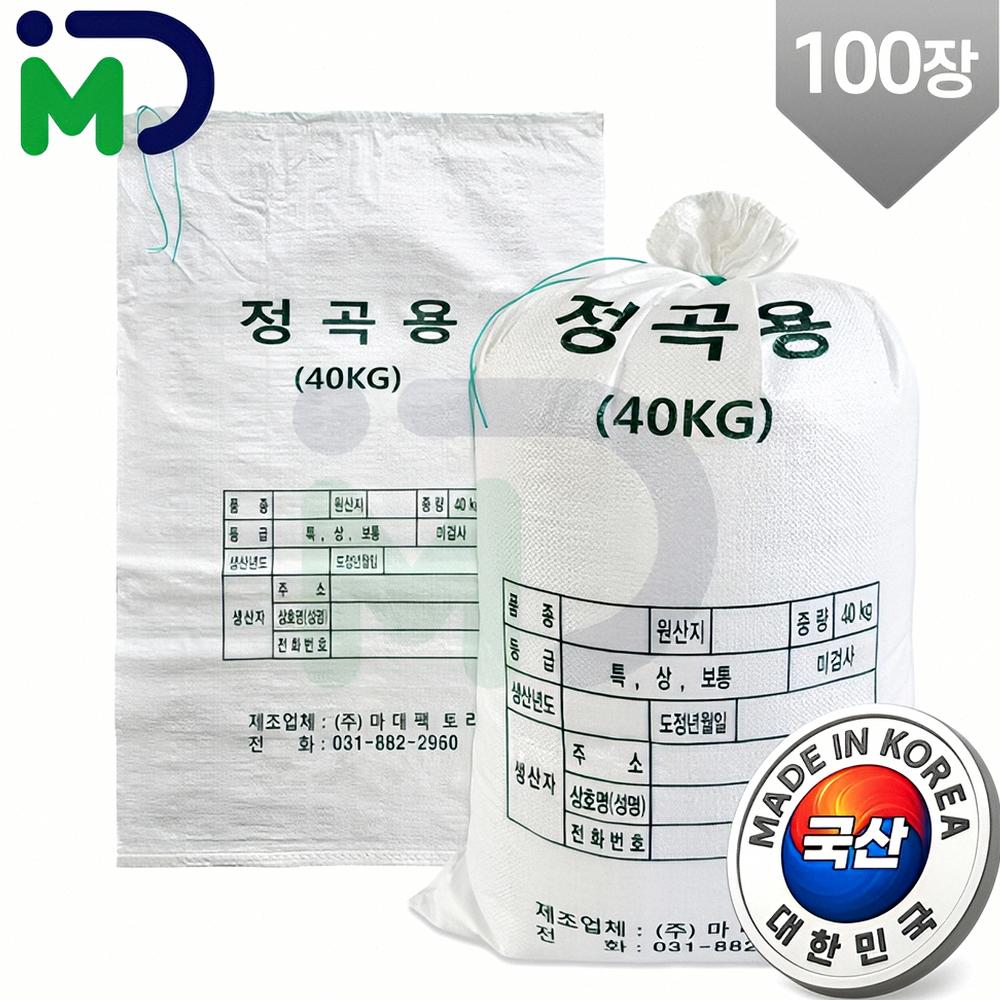 MD
100장
정곡용
(40KG)
품 종 원산지 중량 40 kg
등 급 특, 상, 보통 미검사
생산년도 도정년월일
생산자
주 소
상호명(성명)
전화번호
제조업체 : (주) 마대팩토리
전 화 : 031-882-2960
정곡용
(40KG)
품 종 원산지 중량 40 kg
등 급 특, 상, 보통 미검사
생산년도 도정년월일
생산자
주 소
상호명(성명)
전화번호
제조업체 : (주) 마
전 화 : 031-882
MADE IN KOREA
국산
대한민국